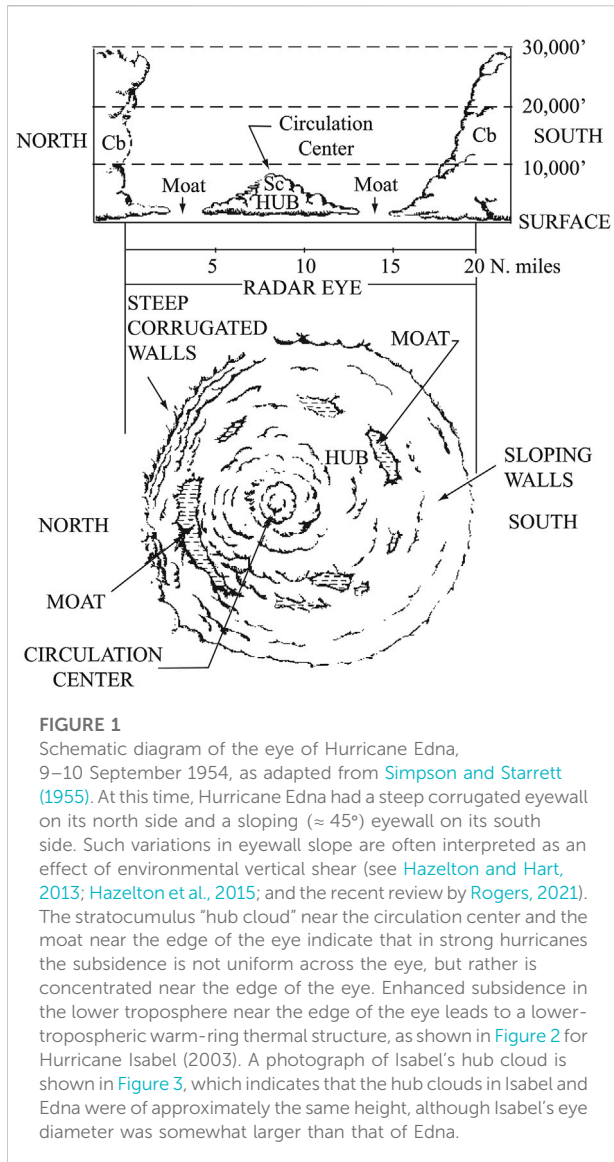 30,000'
20,000'
NORTH Cb Circulation Center Cb SOUTH
10,000'
Moat Sc Moat
HUB
SURFACE
5 10 15 20 N. miles
RADAR EYE
STEEP
CORRUGATED
WALLS
MOAT
HUB
SLOPING
WALLS
NORTH
SOUTH
MOAT
CIRCULATION
CENTER
FIGURE 1
Schematic diagram of the eye of Hurricane Edna,
9–10 September 1954, as adapted from Simpson and Starrett
(1955). At this time, Hurricane Edna had a steep corrugated eyewall
on its north side and a sloping (≈ 45°) eyewall on its south
side. Such variations in eyewall slope are often interpreted as an
effect of environmental vertical shear (see Hazelton and Hart,
2013; Hazelton et al., 2015; and the recent review by Rogers, 2021).
The stratocumulus "hub cloud" near the circulation center and the
moat near the edge of the eye indicate that in strong hurricanes
the subsidence is not uniform across the eye, but rather is
concentrated near the edge of the eye. Enhanced subsidence in
the lower troposphere near the edge of the eye leads to a lower-
tropospheric warm-ring thermal structure, as shown in Figure 2 for
Hurricane Isabel (2003). A photograph of Isabel's hub cloud is
shown in Figure 3, which indicates that the hub clouds in Isabel and
Edna were of approximately the same height, although Isabel's eye
diameter was somewhat larger than that of Edna.